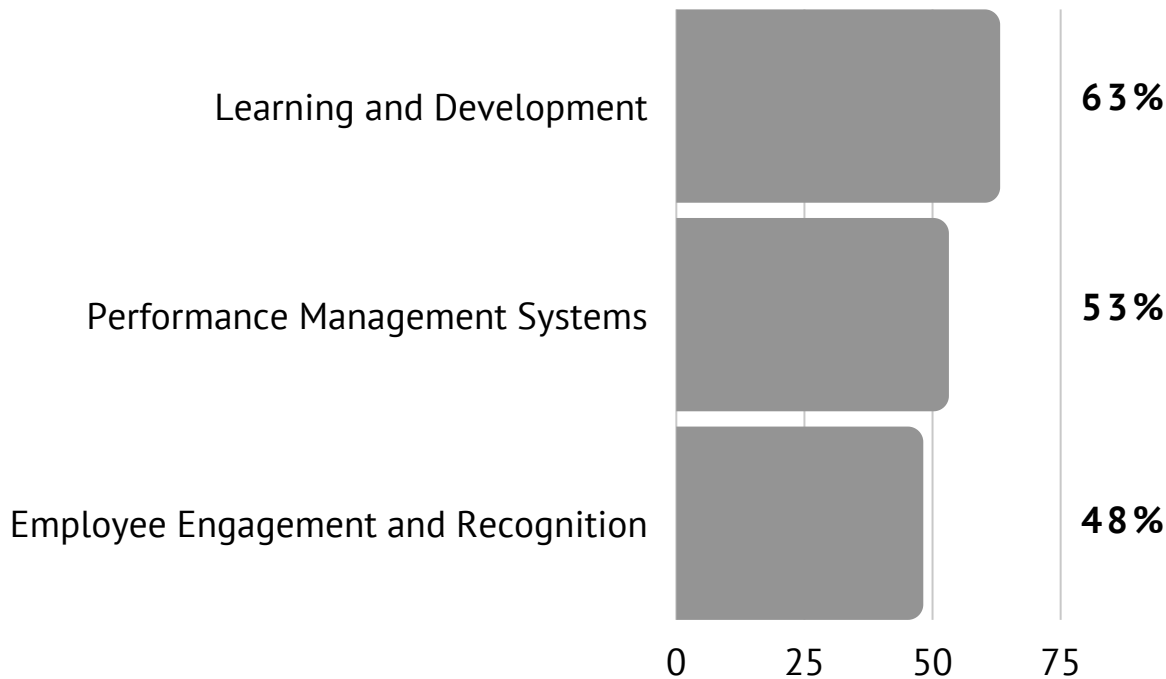 Learning and Development
63%
Performance Management Systems
53%
Employee Engagement and Recognition
48%
0 25 50 75